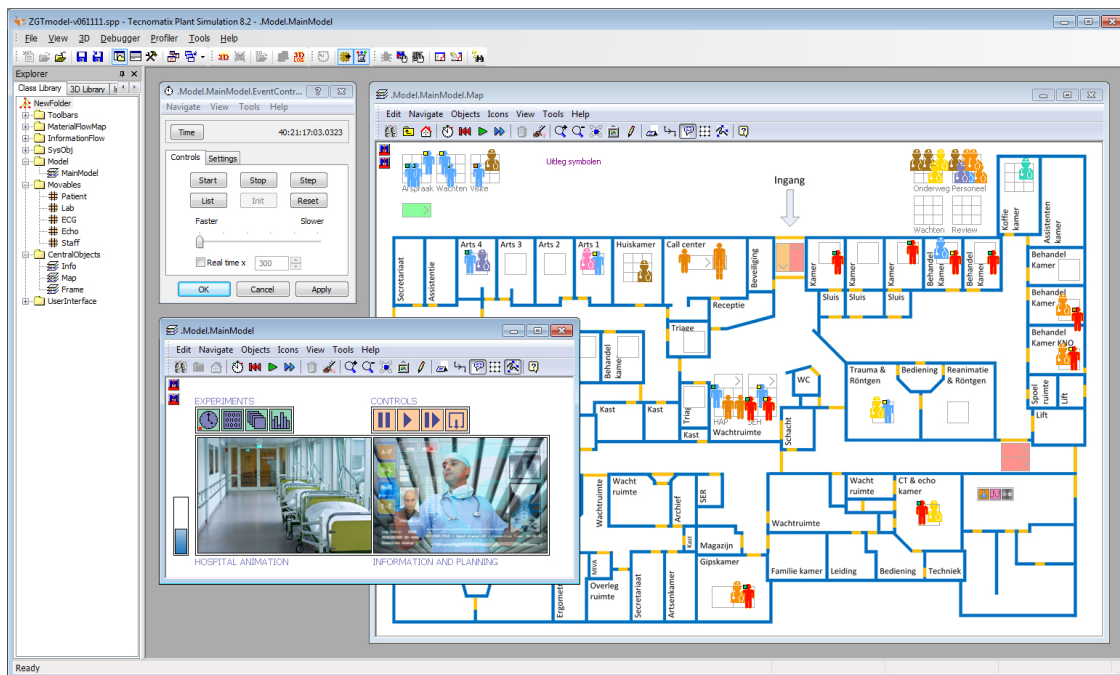 ZGTmodel-v061111.spp - Tecnomatix Plant Simulation 8.2 - .Model.MainModel
File View 3D Debugger Profiler Tools Help
Explorer
Class Library 3D Library
NewFolder
Toolbars
MaterialFlowMap
InformationFlow
SysObj
Model
MainModel
Movables
Patient
Lab
ECG
Echo
Staff
CentralObjects
Info
Map
Frame
UserInterface
.Model.MainModel.EventContr...
Navigate View Tools Help
Time 40:21:17:03.0323
Controls Settings
Start Stop Step
List Init Reset
Faster Slower
Real time x 300
OK Cancel Apply
.Model.MainModel
Edit Navigate Objects Icons View Tools Help
EXPERIMENTS CONTROLS
HOSPITAL ANIMATION INFORMATION AND PLANNING
.Model.MainModel.Map
Edit Navigate Objects Icons View Tools Help
Uitleg symbolen
Afspraak Wachten Visite
Onderweg Personeel
Wachten Review
Ingang
Koffie kamer
Assistenten kamer
Secretariaat
Assistentie
Arts 4
Arts 3
Arts 2
Arts 1
Huiskamer
Call center
Beveiliging
Kamer
Kamer
Kamer
Behandel Kamer
Behandel Kamer
Behandel
Kamer
Behandel
Kamer
Behandel
Kamer KNO
Sluis Sluis Sluis
Receptie
Triage
Behandel kamer
WC
Trauma &
Röntgen
Bediening
Reanimatie
& Röntgen
Spoel ruimte
Lift
Lift
Kast Kast
Triage
HAP SEH
Kast Wachtruimte
Schacht
Wachtruimte
Wacht
ruimte
Archief
SER
Wacht
ruimte
CT & echo
kamer
Wachtruimte
Kast
Magazijn
MIVA
Gipskamer
Familie kamer Leiding Bediening Techniek
Overleg
ruimte
Secretariaat
Artsenkamer
Ready